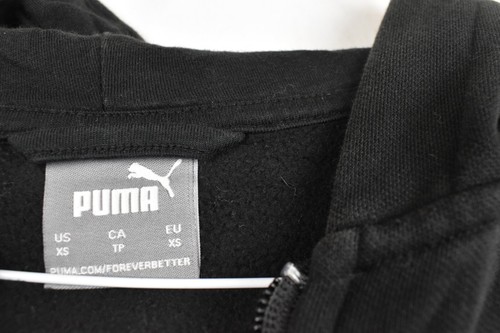 PUMA
US CA EU
XS TP XS
PUMA.COM/FOREVERBETTER